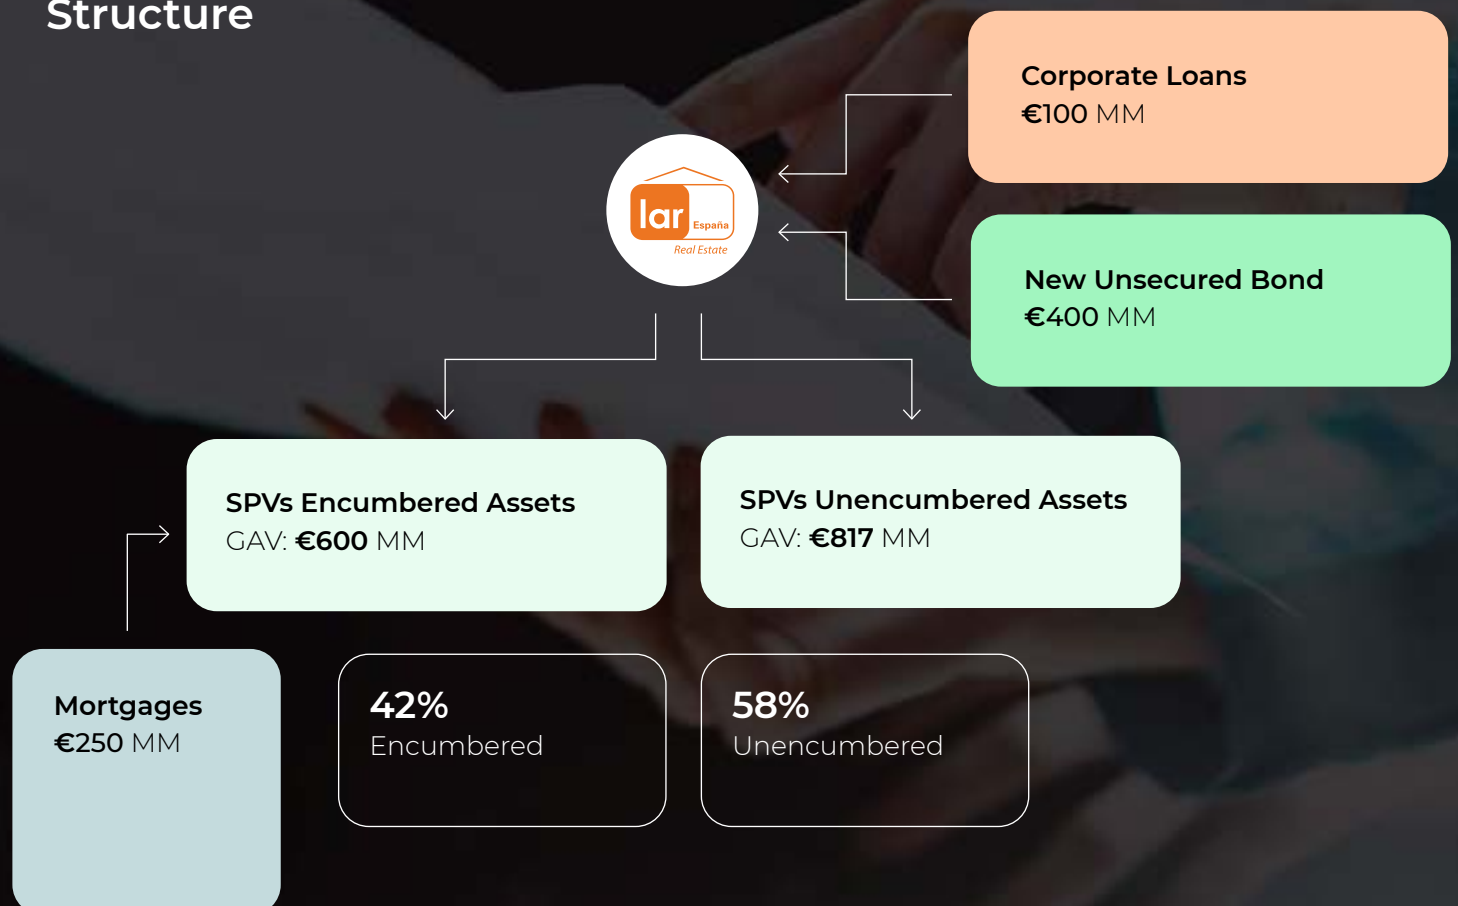 Structure
Corporate Loans
€100 MM
lar
España
Real Estate
New Unsecured Bond
€400 MM
SPVs Encumbered Assets
GAV: €600 MM
SPVs Unencumbered Assets
GAV: €817 MM
Mortgages
€250 MM
42%
Encumbered
58%
Unencumbered